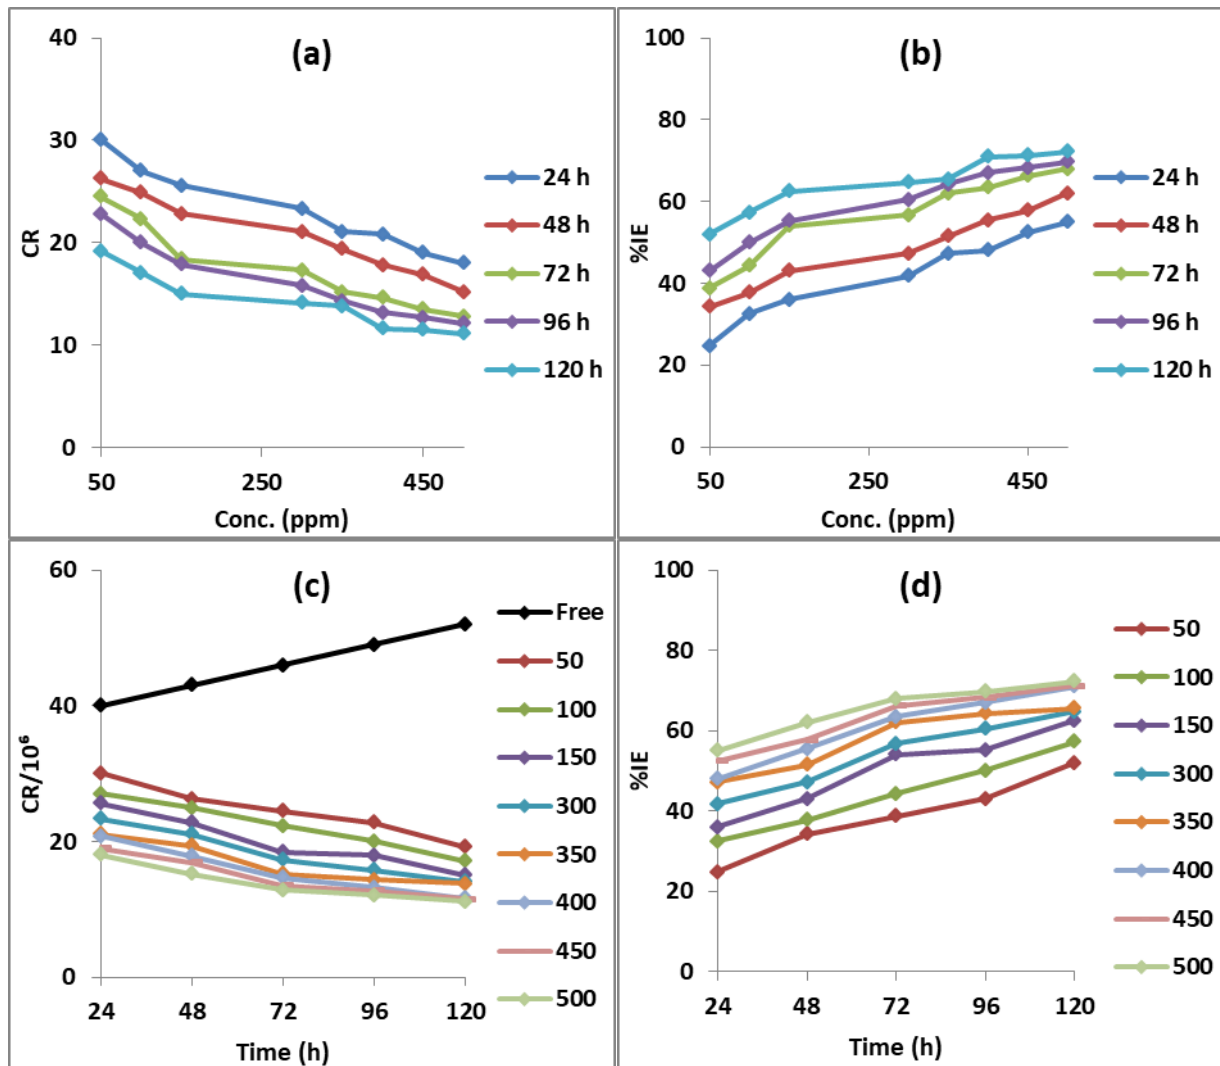 (a)
CR
40
30
20
10
0
50 250 450
Conc. (ppm)
24 h
48 h
72 h
96 h
120 h
(b)
%IE
100
80
60
40
20
0
50 250 450
Conc. (ppm)
24 h
48 h
72 h
96 h
120 h
(c)
CR/10⁶
60
40
20
0
24 48 72 96 120
Time (h)
Free
50
100
150
300
350
400
450
500
(d)
%IE
100
80
60
40
20
0
24 48 72 96 120
Time (h)
50
100
150
300
350
400
450
500